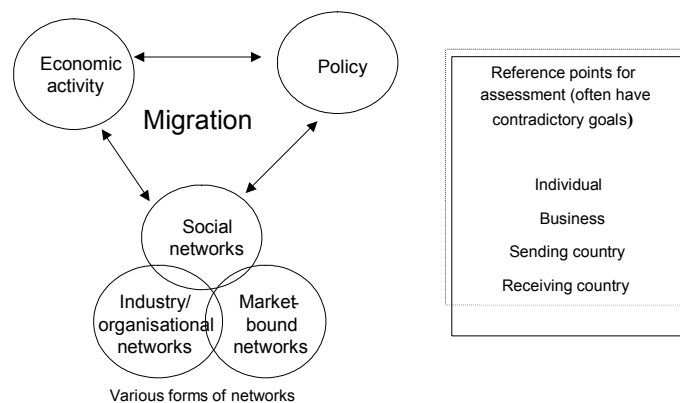 Economic
activity
Policy
Migration
Social
networks
Industry/
organisational
networks
Market-
bound
networks
Various forms of networks
Reference points for
assessment (often have
contradictory goals)
Individual
Business
Sending country
Receiving country